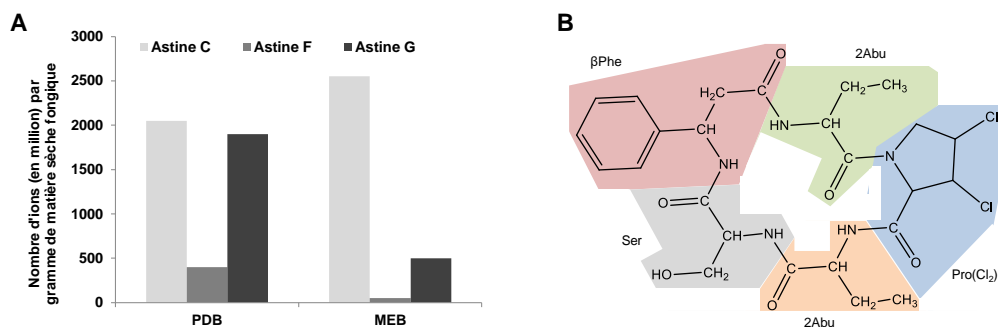 A
Nombre d'ions (en million) par
gramme de matière sèche fongique
3000
2500
2000
1500
1000
500
0
Astine C
Astine F
Astine G
PDB
MEB
B
βPhe
2Abu
O
C
H₂C
CH
NH
HN
CH
CH₂
CH₃
C
O
N
Cl
Cl
O
C
Ser
CH
NH
HO
CH₂
C
O
HN
CH
CH₂
CH₃
C
O
Pro(Cl₂)
2Abu